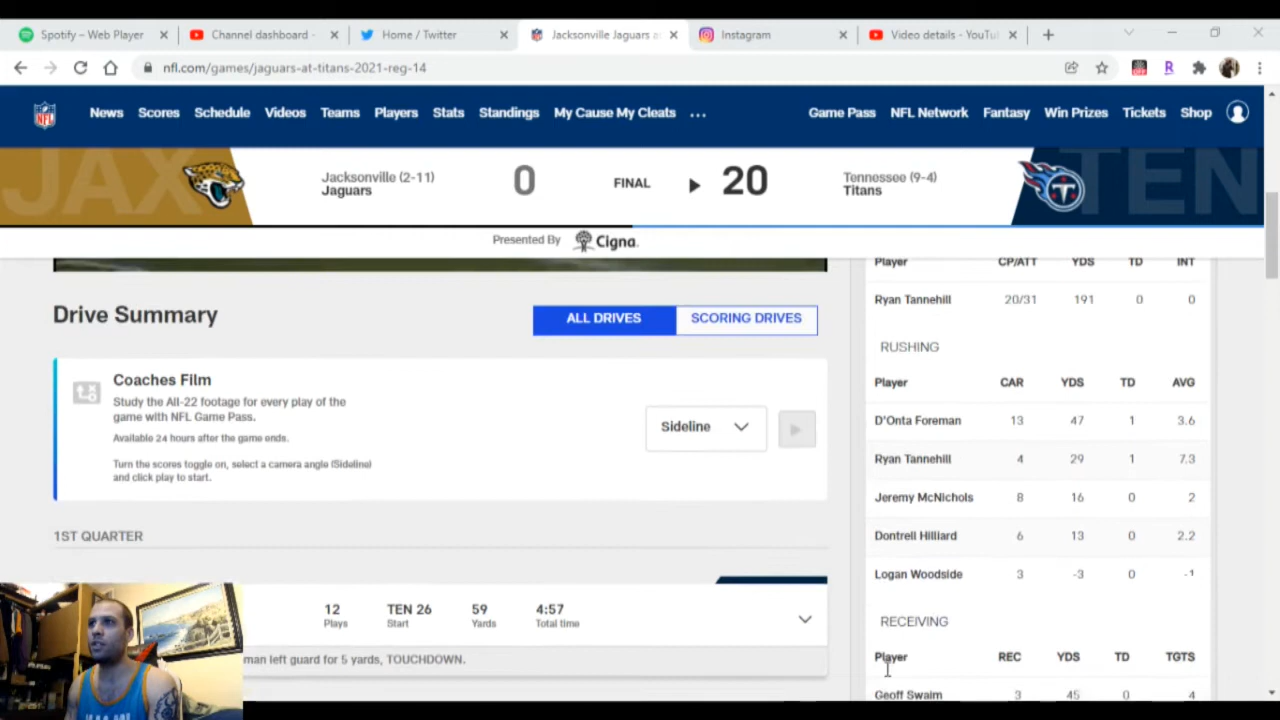 Spotify – Web Player
Channel dashboard -
Home / Twitter
Jacksonville Jaguars a
Instagram
Video details - YouTu
nfl.com/games/jaguars-at-titans-2021-reg-14
OFF
R
NFL
News Scores Schedule Videos Teams Players Stats Standings My Cause My Cleats ... Game Pass NFL Network Fantasy Win Prizes Tickets Shop
JAX
Jacksonville (2-11)
Jaguars
0
FINAL
20
Tennessee (9-4)
Titans
TEN
Presented By Cigna.
Player CP/ATT YDS TD INT
Ryan Tannehill 20/31 191 0 0
Drive Summary
ALL DRIVES SCORING DRIVES
RUSHING
Coaches Film
Study the All-22 footage for every play of the
game with NFL Game Pass.
Available 24 hours after the game ends.
Turn the scores toggle on, select a camera angle (Sideline)
and click play to start.
Sideline
Player CAR YDS TD AVG
D'Onta Foreman 13 47 1 3.6
Ryan Tannehill 4 29 1 7.3
Jeremy McNichols 8 16 0 2
Dontrell Hilliard 6 13 0 2.2
Logan Woodside 3 -3 0 -1
1ST QUARTER
12 TEN 26 59 4:57
Plays Start Yards Total time
man left guard for 5 yards, TOUCHDOWN.
RECEIVING
Player REC YDS TD TGTS
Geoff Swaim 3 45 0 4